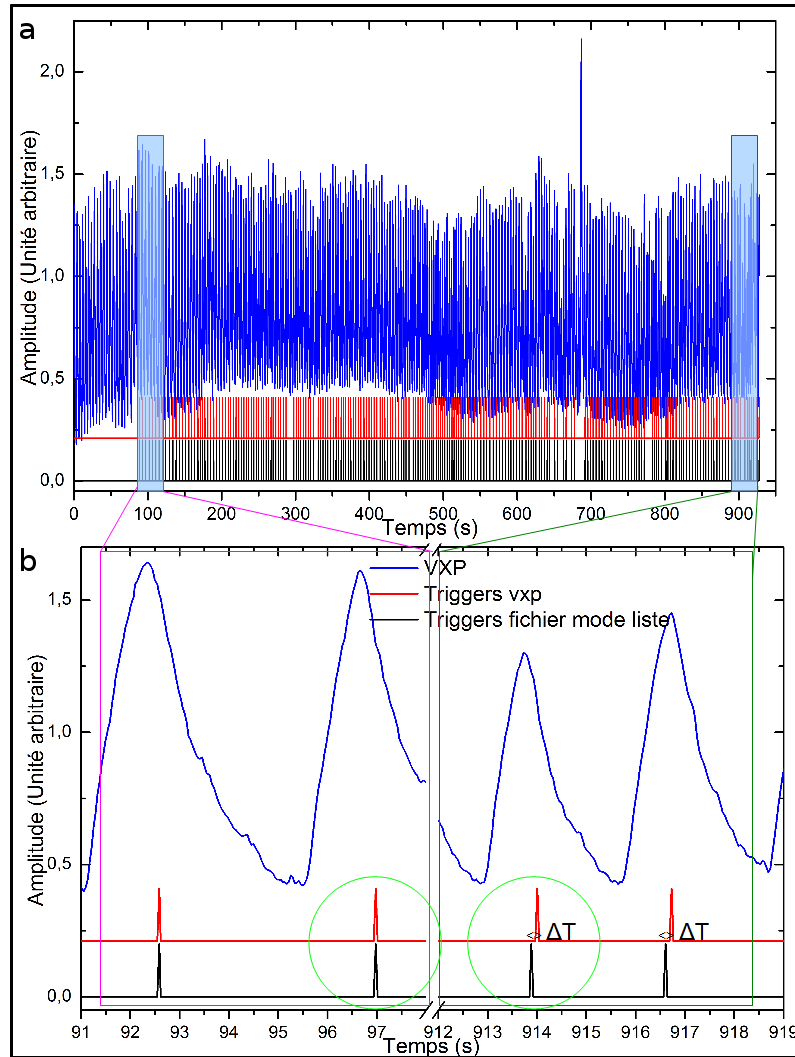 a
2,0
1,5
1,0
0,5
0,0
Amplitude (Unité arbitraire)
0 100 200 300 400 500 600 700 800 900
Temps (s)
b
VXP
Triggers vxp
Triggers fichier mode liste
1,5
1,0
0,5
0,0
Amplitude (Unité arbitraire)
<> ΔT <> ΔT
91 92 93 94 95 96 97 912 913 914 915 916 917 918 919
Temps (s)